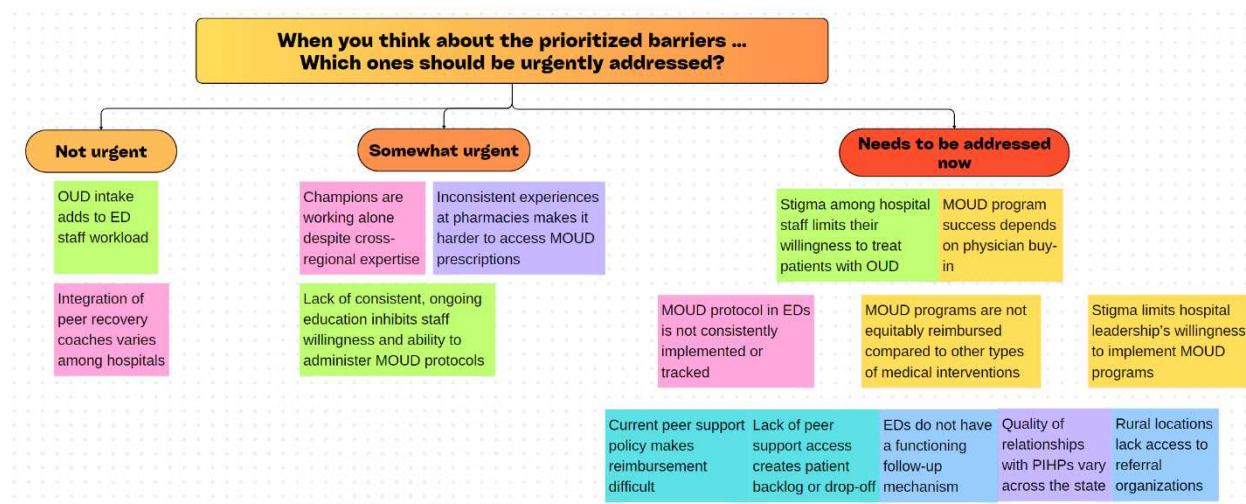 When you think about the prioritized barriers ...
Which ones should be urgently addressed?
Not urgent
OUD intake
adds to ED
staff workload
Integration of
peer recovery
coaches varies
among hospitals
Somewhat urgent
Champions are
working alone
despite cross-
regional expertise
Inconsistent experiences
at pharmacies makes it
harder to access MOUD
prescriptions
Lack of consistent, ongoing
education inhibits staff
willingness and ability to
administer MOUD protocols
Needs to be addressed
now
Stigma among hospital
staff limits their
willingness to treat
patients with OUD
MOUD program
success depends
on physician buy-
in
MOUD protocol in EDs
is not consistently
implemented or
tracked
MOUD programs are not
equitably reimbursed
compared to other types
of medical interventions
Stigma limits hospital
leadership's willingness
to implement MOUD
programs
Current peer support
policy makes
reimbursement
difficult
Lack of peer
support access
creates patient
backlog or drop-off
EDs do not have
a functioning
follow-up
mechanism
Quality of
relationships
with PIHPs vary
across the state
Rural locations
lack access to
referral
organizations